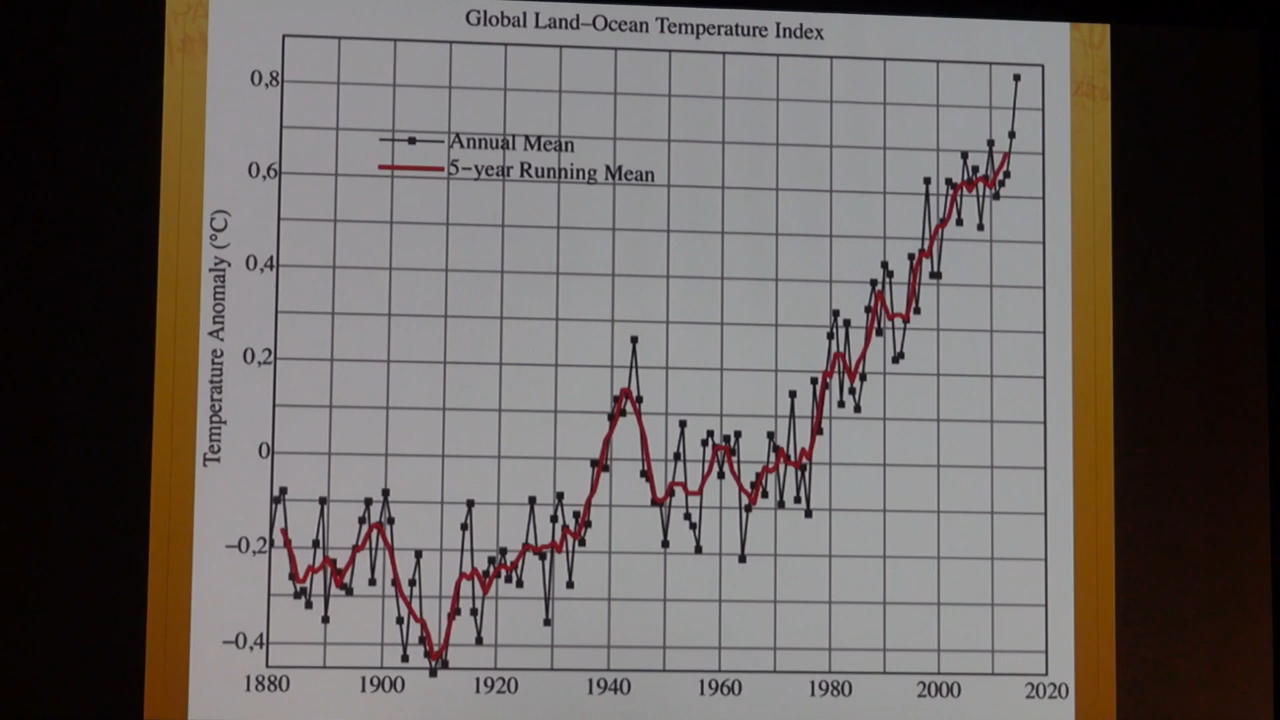 Global Land–Ocean Temperature Index
Annual Mean
5−year Running Mean
Temperature Anomaly (°C)
0,8
0,6
0,4
0,2
0
−0,2
−0,4
1880 1900 1920 1940 1960 1980 2000 2020